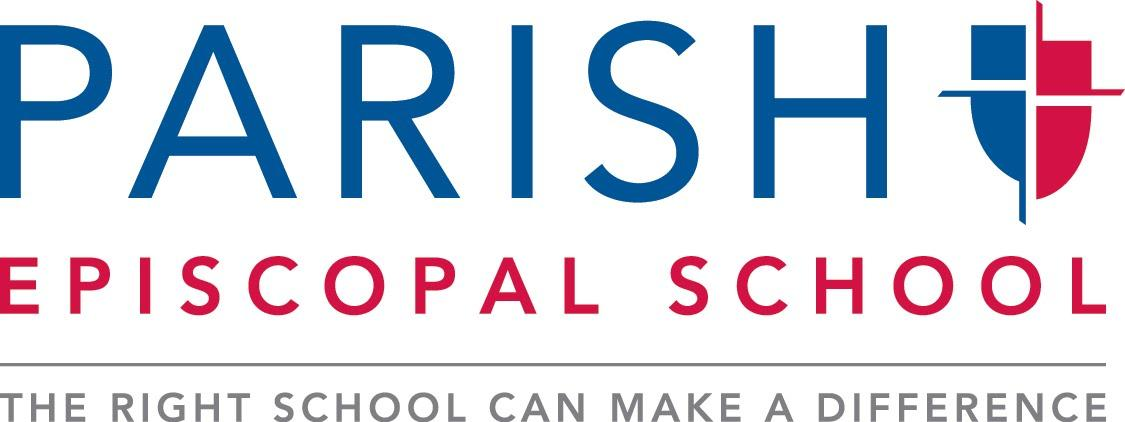 PARISH
EPISCOPAL SCHOOL
THE RIGHT SCHOOL CAN MAKE A DIFFERENCE